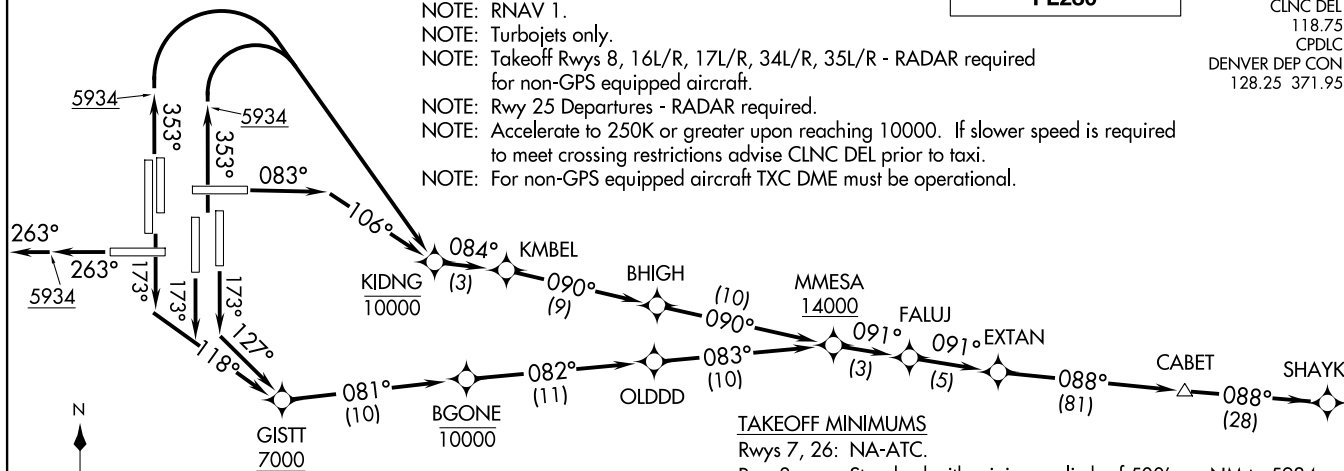 NOTE: RNAV 1.
NOTE: Turbojets only.
NOTE: Takeoff Rwys 8, 16L/R, 17L/R, 34L/R, 35L/R - RADAR required
for non-GPS equipped aircraft.
NOTE: Rwy 25 Departures - RADAR required.
NOTE: Accelerate to 250K or greater upon reaching 10000. If slower speed is required
to meet crossing restrictions advise CLNC DEL prior to taxi.
NOTE: For non-GPS equipped aircraft TXC DME must be operational.
CLNC DEL
118.75
CPDLC
DENVER DEP CON
128.25 371.95
5934
353°
5934
353°
083°
106°
263°
263°
5934
173°
173°
173°
127°
118°
KIDNG
10000
084°
(3)
KMBEL
090°
(9)
BHIGH
(10)
090°
MMESA
14000
091°
(3)
FALUJ
091°
(5)
EXTAN
088°
(81)
CABET
088°
(28)
SHAYK
GISTT
7000
081°
(10)
BGONE
10000
082°
(11)
OLDDD
083°
(10)
N
TAKEOFF MINIMUMS
Rwys 7, 26: NA-ATC.